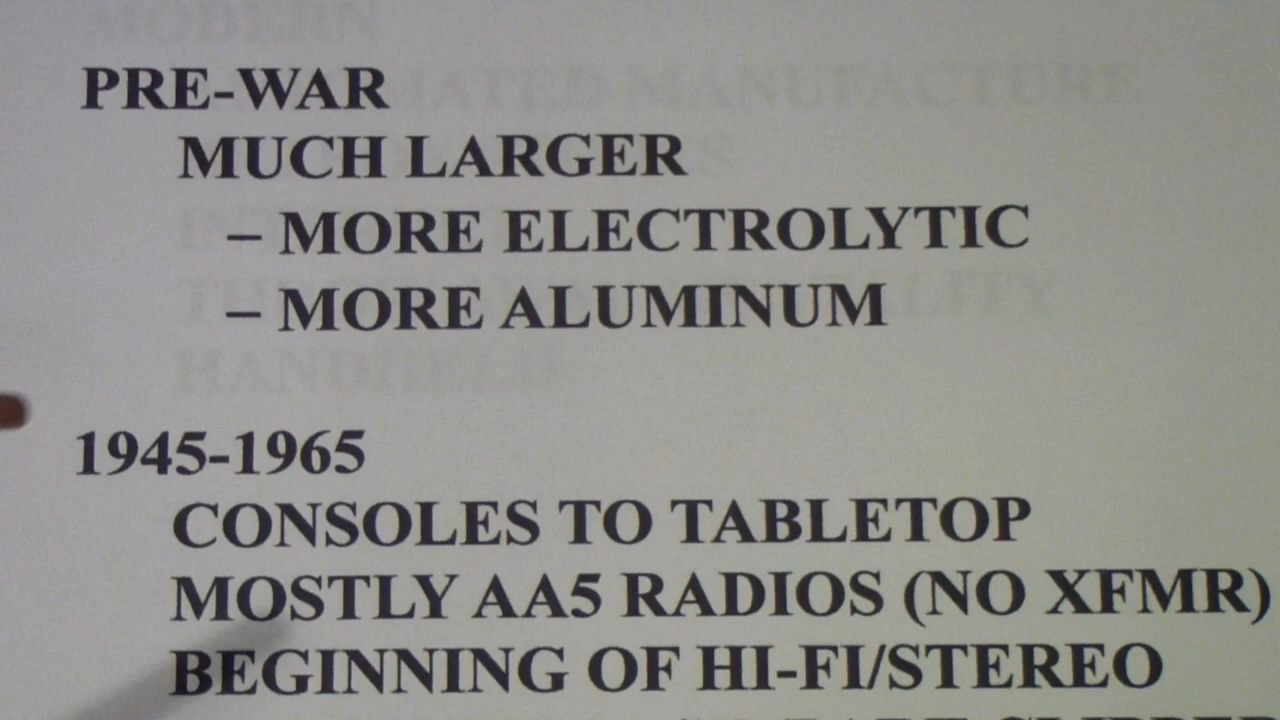 PRE-WAR
MUCH LARGER
– MORE ELECTROLYTIC
– MORE ALUMINUM
1945-1965
CONSOLES TO TABLETOP
MOSTLY AA5 RADIOS (NO XFMR)
BEGINNING OF HI-FI/STEREO